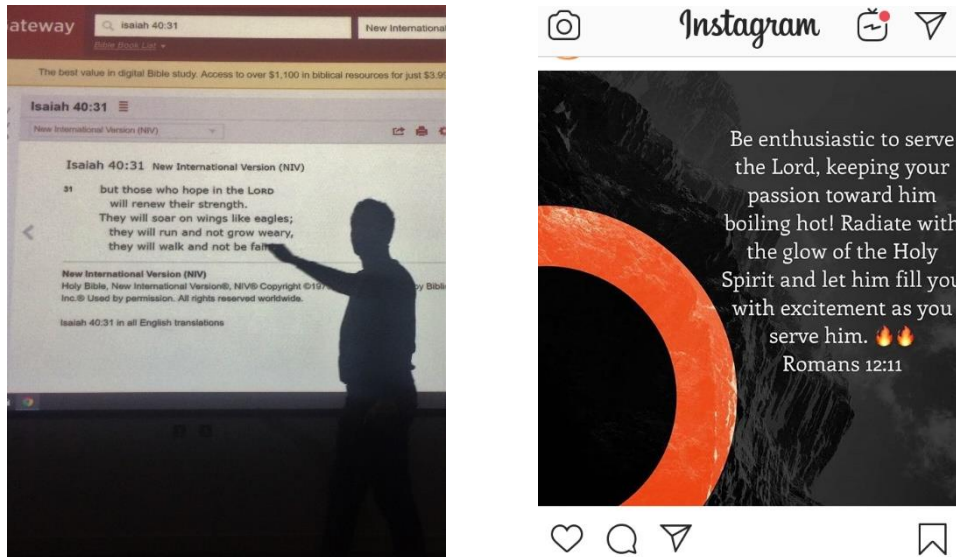 ateway
isaiah 40:31
New International
Bible Book List
The best value in digital Bible study. Access to over $1,100 in biblical resources for just $3.99
Isaiah 40:31
New International Version (NIV)
Isaiah 40:31 New International Version (NIV)
31 but those who hope in the LORD
will renew their strength.
They will soar on wings like eagles;
they will run and not grow weary,
they will walk and not be
New International Version (NIV)
Holy Bible, New International Version®, NIV® Copyright ©197 by Bibli
Inc.® Used by permission. All rights reserved worldwide.
Isaiah 40:31 in all English translations
Instagram
Be enthusiastic to serve
the Lord, keeping your
passion toward him
boiling hot! Radiate with
the glow of the Holy
Spirit and let him fill you
with excitement as you
serve him. 🔥🔥
Romans 12:11